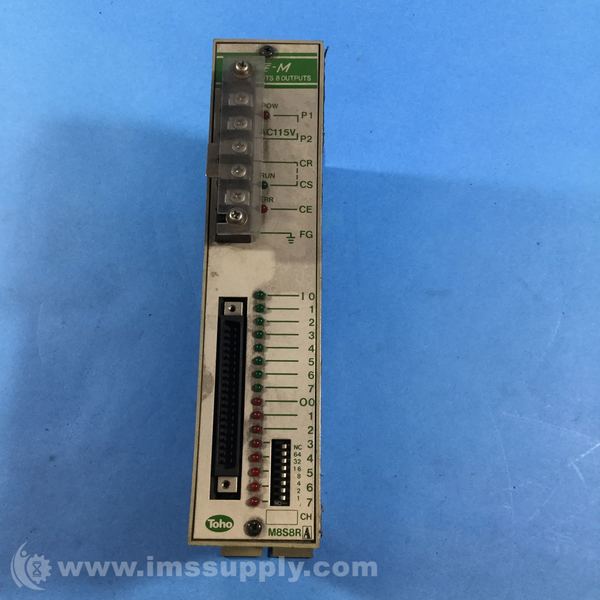 E-M
TS 8 OUTPUTS
POW
P1
AC115V
P2
CR
RUN
CS
ERR
CE
FG
I 0
1
2
3
4
5
6
7
O0
1
2
3
NC
64
4
32
16
5
8
4
6
2
1
7
CH
Toho
M8S8R A
www.imssupply.com